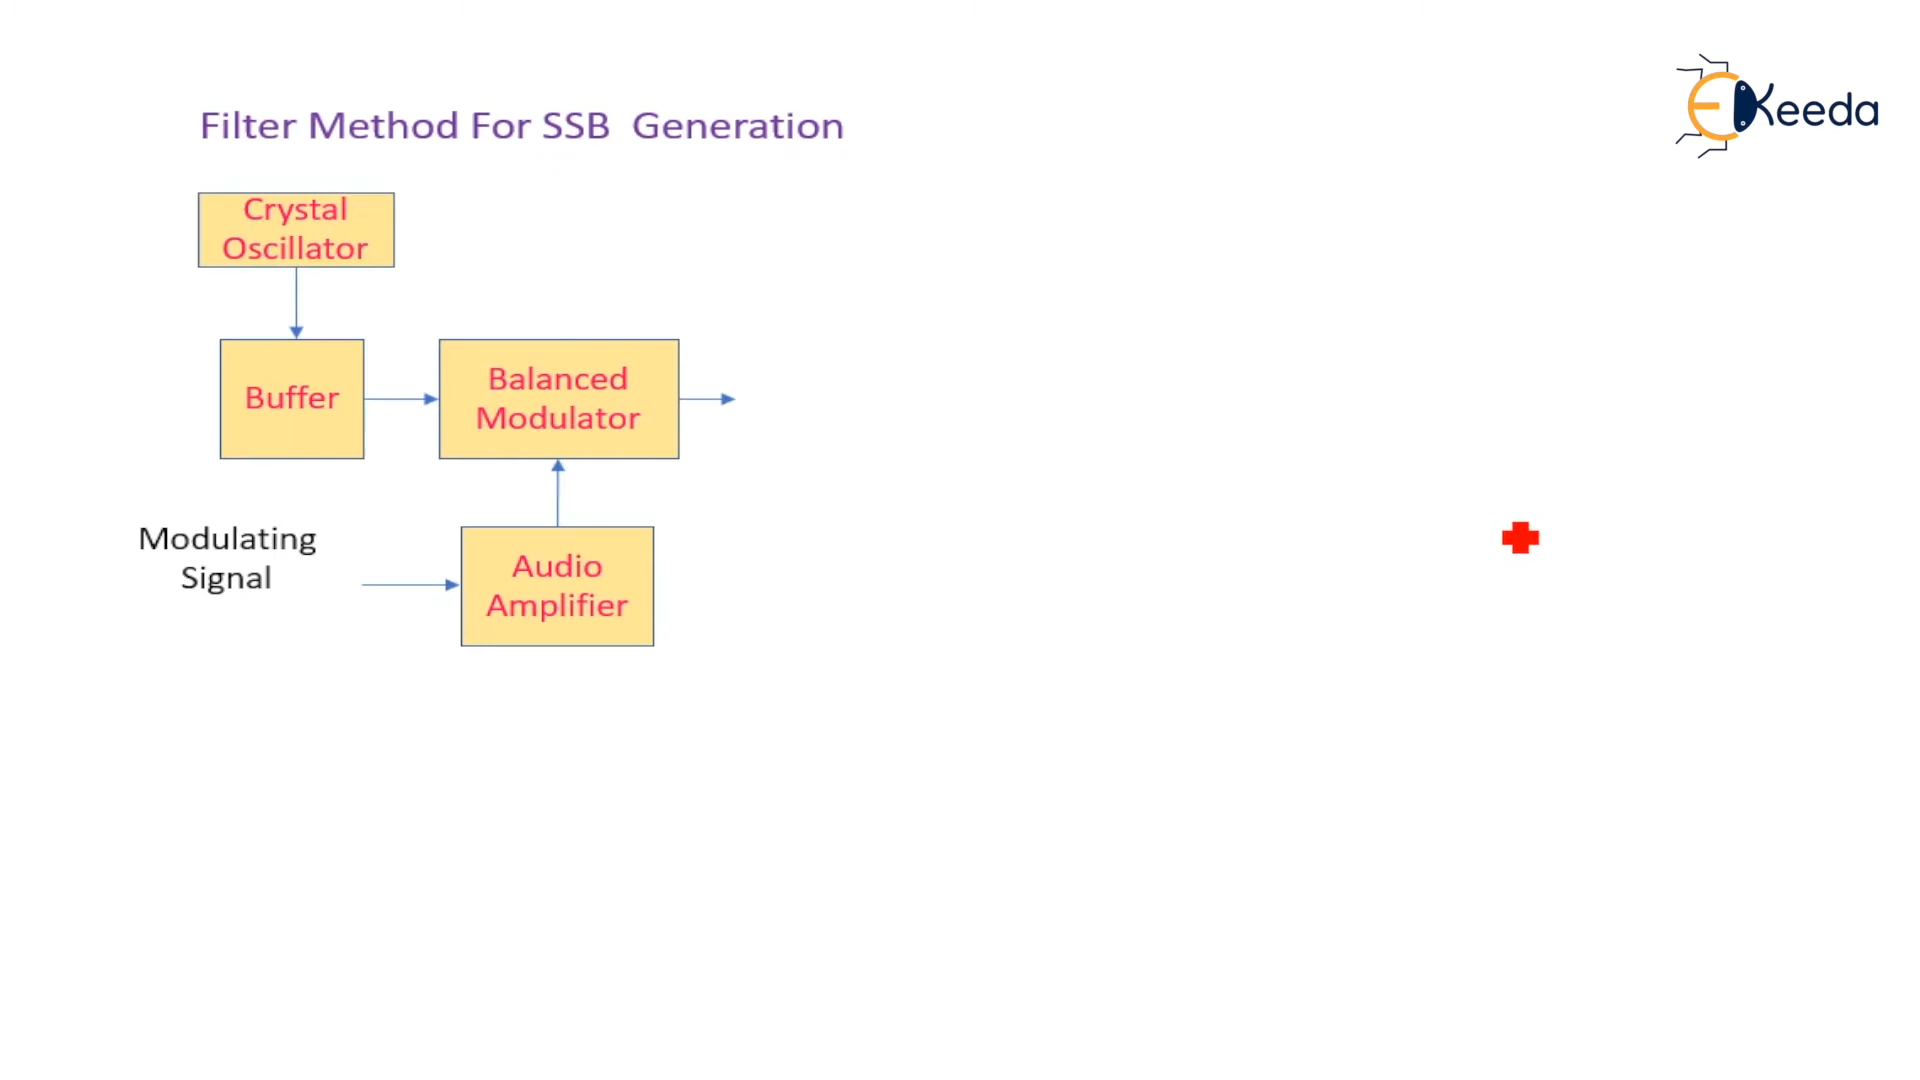 Keeda
Filter Method For SSB Generation
Crystal
Oscillator
Buffer
Balanced
Modulator
Modulating
Signal
Audio
Amplifier